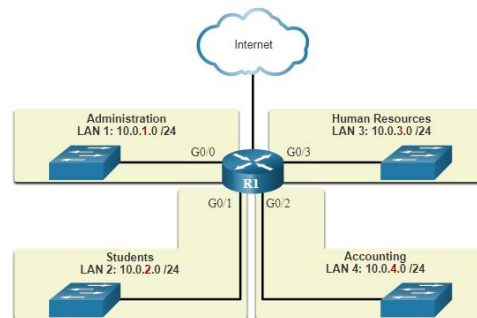 Internet
Administration
LAN 1: 10.0.1.0 /24
Human Resources
LAN 3: 10.0.3.0 /24
G0/0
G0/3
R1
G0/1
G0/2
Students
LAN 2: 10.0.2.0 /24
Accounting
LAN 4: 10.0.4.0 /24